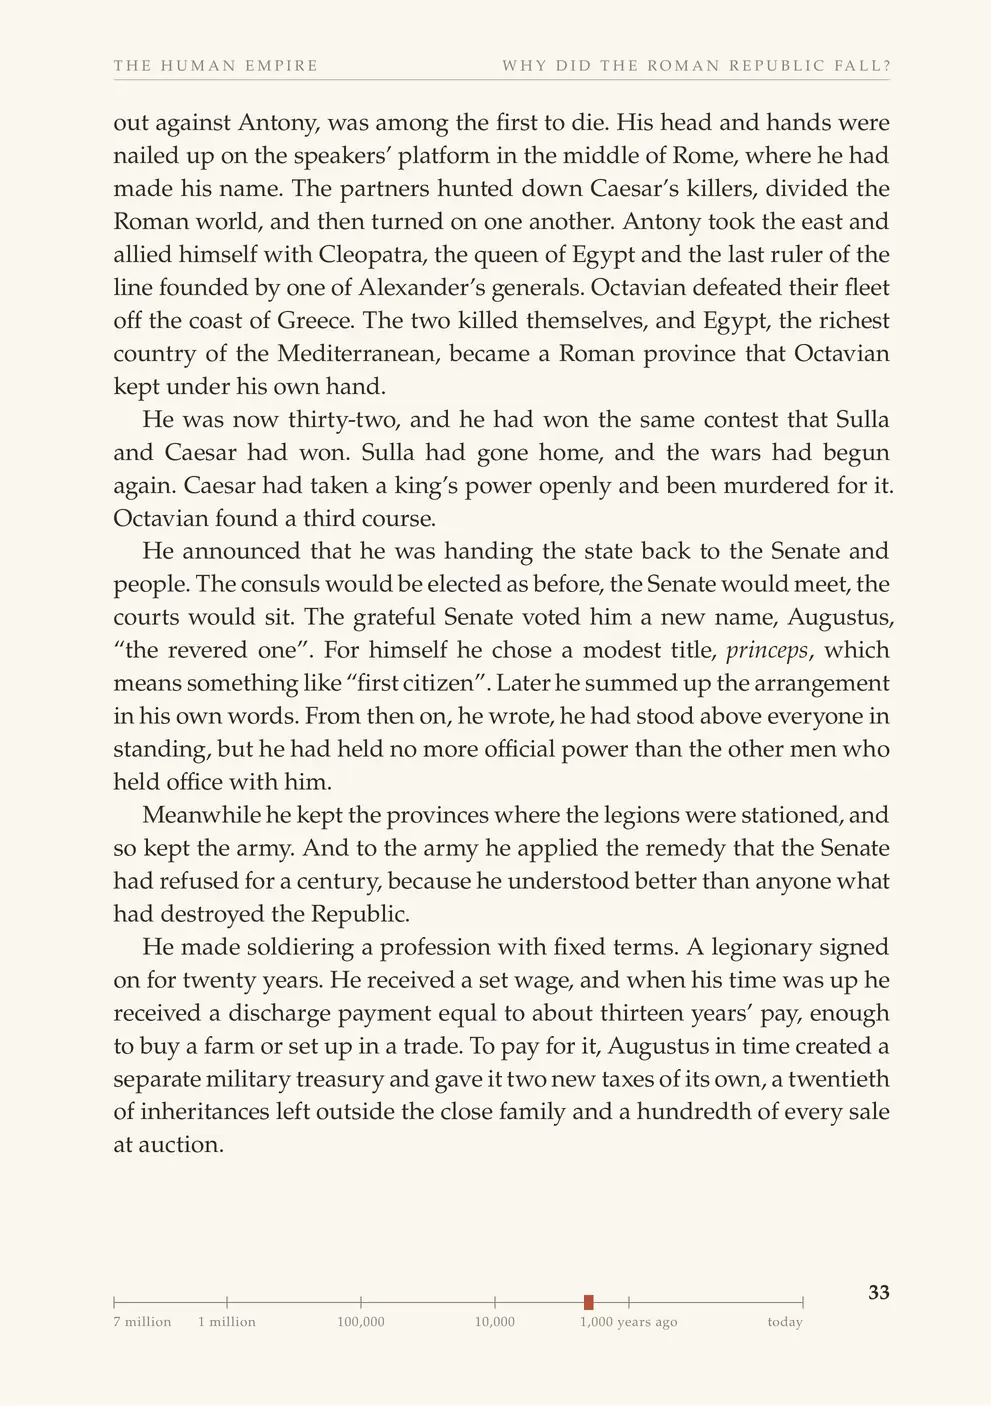 THE HUMAN EMPIRE
WHY DID THE ROMAN REPUBLIC FALL?
out against Antony, was among the first to die. His head and hands were
nailed up on the speakers’ platform in the middle of Rome, where he had
made his name. The partners hunted down Caesar’s killers, divided the
Roman world, and then turned on one another. Antony took the east and
allied himself with Cleopatra, the queen of Egypt and the last ruler of the
line founded by one of Alexander’s generals. Octavian defeated their fleet
off the coast of Greece. The two killed themselves, and Egypt, the richest
country of the Mediterranean, became a Roman province that Octavian
kept under his own hand.
He was now thirty-two, and he had won the same contest that Sulla
and Caesar had won. Sulla had gone home, and the wars had begun
again. Caesar had taken a king’s power openly and been murdered for it.
Octavian found a third course.
He announced that he was handing the state back to the Senate and
people. The consuls would be elected as before, the Senate would meet, the
courts would sit. The grateful Senate voted him a new name, Augustus,
“the revered one”. For himself he chose a modest title, princeps, which
means something like “first citizen”. Later he summed up the arrangement
in his own words. From then on, he wrote, he had stood above everyone in
standing, but he had held no more official power than the other men who
held office with him.
Meanwhile he kept the provinces where the legions were stationed, and
so kept the army. And to the army he applied the remedy that the Senate
had refused for a century, because he understood better than anyone what
had destroyed the Republic.
He made soldiering a profession with fixed terms. A legionary signed
on for twenty years. He received a set wage, and when his time was up he
received a discharge payment equal to about thirteen years’ pay, enough
to buy a farm or set up in a trade. To pay for it, Augustus in time created a
separate military treasury and gave it two new taxes of its own, a twentieth
of inheritances left outside the close family and a hundredth of every sale
at auction.
33
7 million 1 million 100,000 10,000 1,000 years ago today